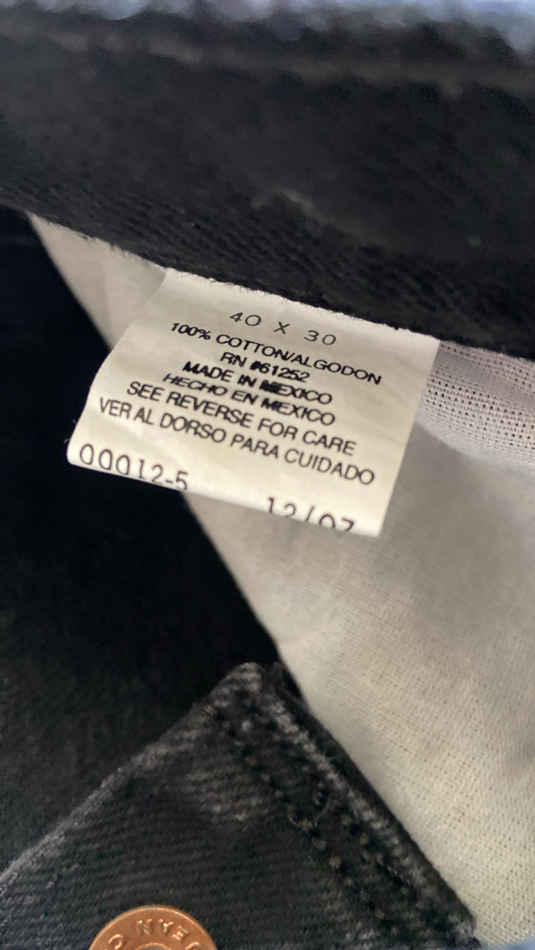 40 X 30
100% COTTON/ALGODON
RN #61252
MADE IN MEXICO
HECHO EN MEXICO
SEE REVERSE FOR CARE
VER AL DORSO PARA CUIDADO
00012-5 12/07